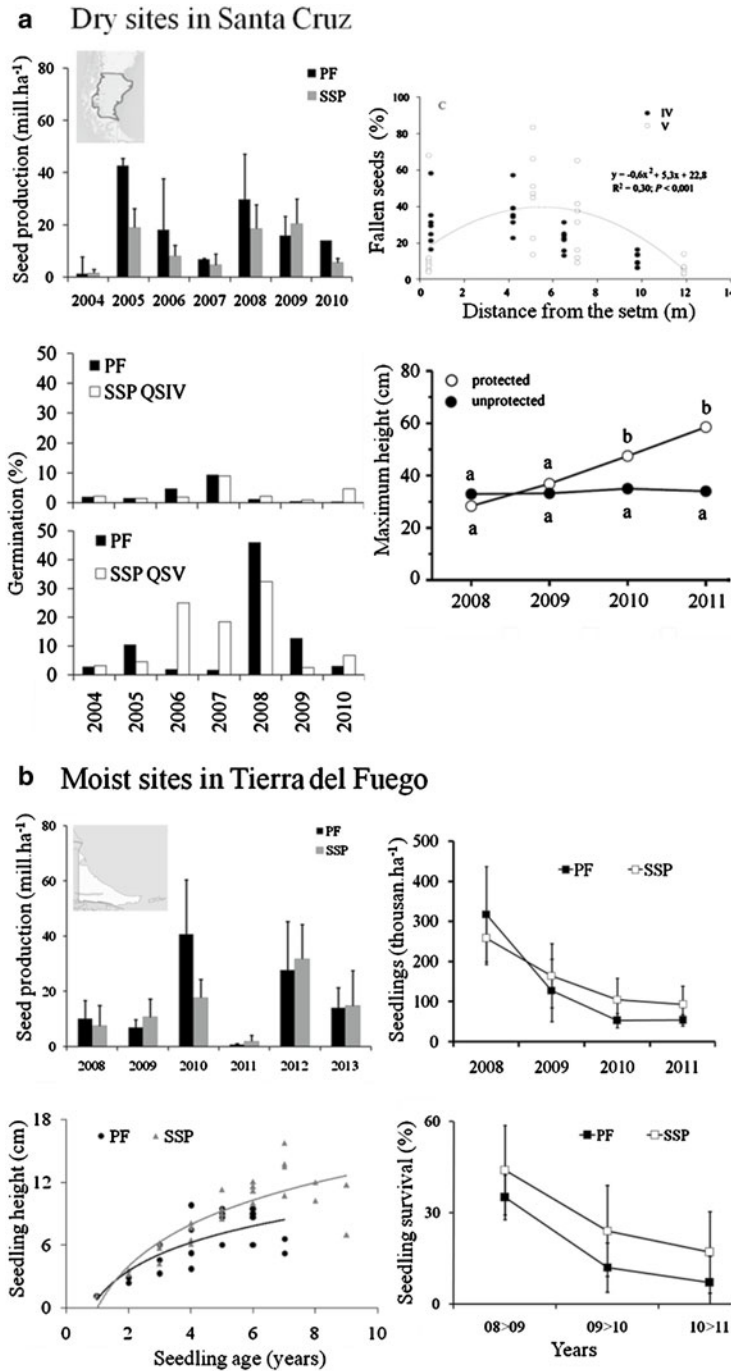 a Dry sites in Santa Cruz
Seed production (mill.ha-1)
80
60
40
20
0
PF
SSP
2004 2005 2006 2007 2008 2009 2010
Fallen seeds (%)
100
80
60
40
20
0
C
IV
V
y = -0,6x2 + 5,3x + 22,8
R2 = 0,30; P < 0,001
0 2 4 6 8 10 12 14
Distance from the setm (m)
Germination (%)
50
40
30
20
10
0
PF
SSP QSIV
50
40
30
20
10
0
PF
SSP QSV
2004 2005 2006 2007 2008 2009 2010
Maximum height (cm)
80
60
40
20
0
protected
unprotected
a a b b
a a a a
2008 2009 2010 2011
b Moist sites in Tierra del Fuego
Seed production (mill.ha-1)
80
60
40
20
0
PF
SSP
2008 2009 2010 2011 2012 2013
Seedlings (thousan.ha-1)
500
400
300
200
100
0
PF SSP
2008 2009 2010 2011
Seedling height (cm)
18
12
6
0
PF SSP
0 2 4 6 8 10
Seedling age (years)
Seedling survival (%)
60
30
0
PF SSP
08>09 09>10 10>11
Years